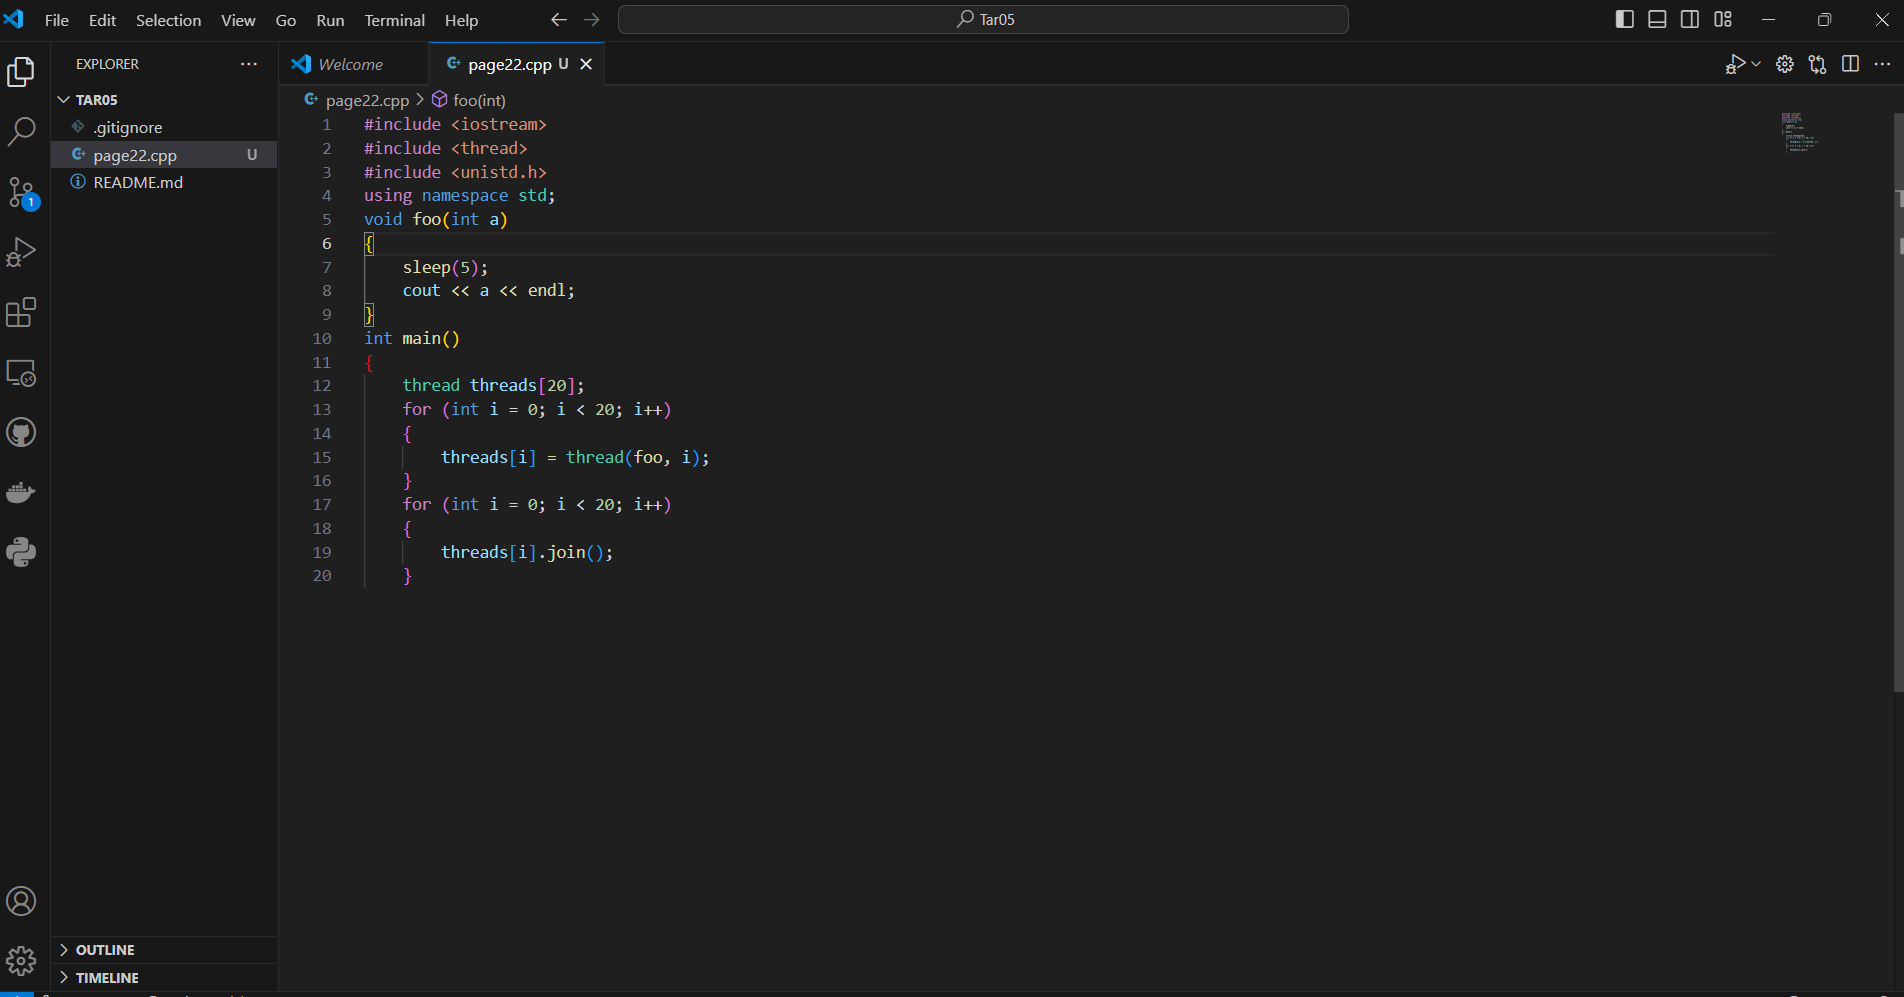 File Edit Selection View Go Run Terminal Help
Tar05
EXPLORER
Welcome
page22.cpp U
TAR05
.gitignore
page22.cpp U
README.md
1
page22.cpp > foo(int)
1 #include <iostream>
2 #include <thread>
3 #include <unistd.h>
4 using namespace std;
5 void foo(int a)
6 {
7 sleep(5);
8 cout << a << endl;
9 }
10 int main()
11 {
12 thread threads[20];
13 for (int i = 0; i < 20; i++)
14 {
15 threads[i] = thread(foo, i);
16 }
17 for (int i = 0; i < 20; i++)
18 {
19 threads[i].join();
20 }
OUTLINE
TIMELINE